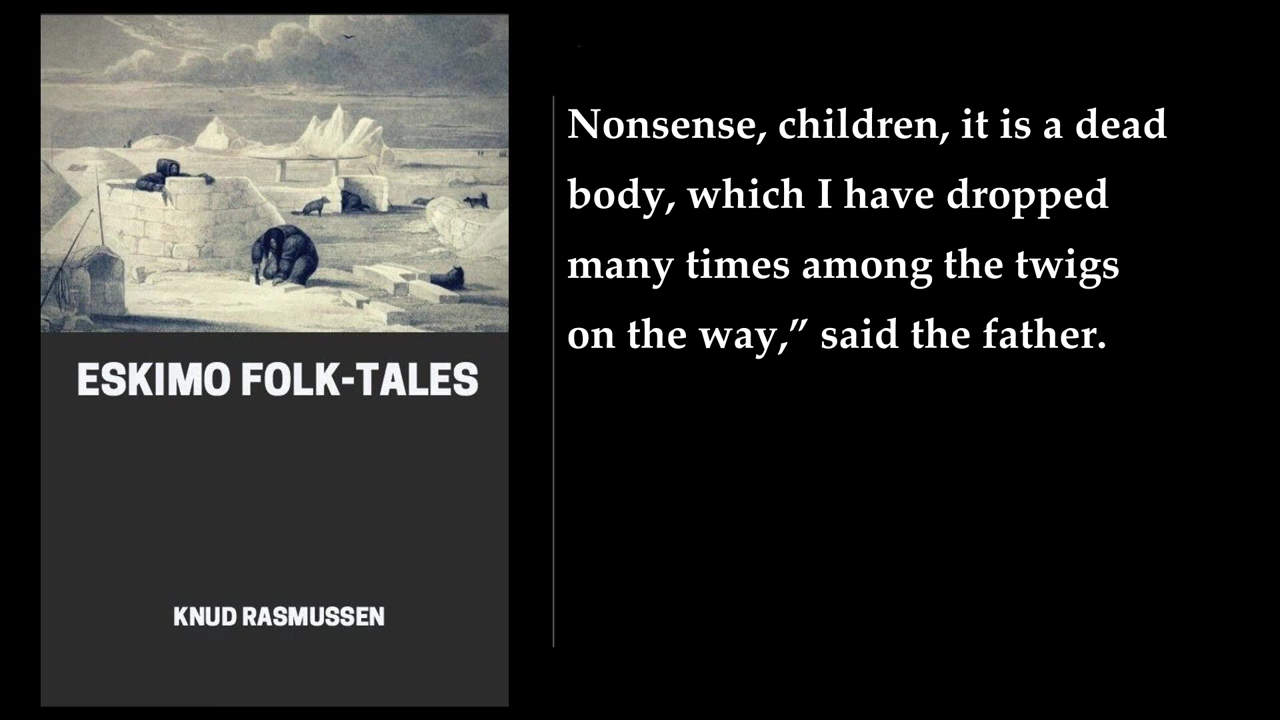 ESKIMO FOLK-TALES
KNUD RASMUSSEN
Nonsense, children, it is a dead
body, which I have dropped
many times among the twigs
on the way,” said the father.